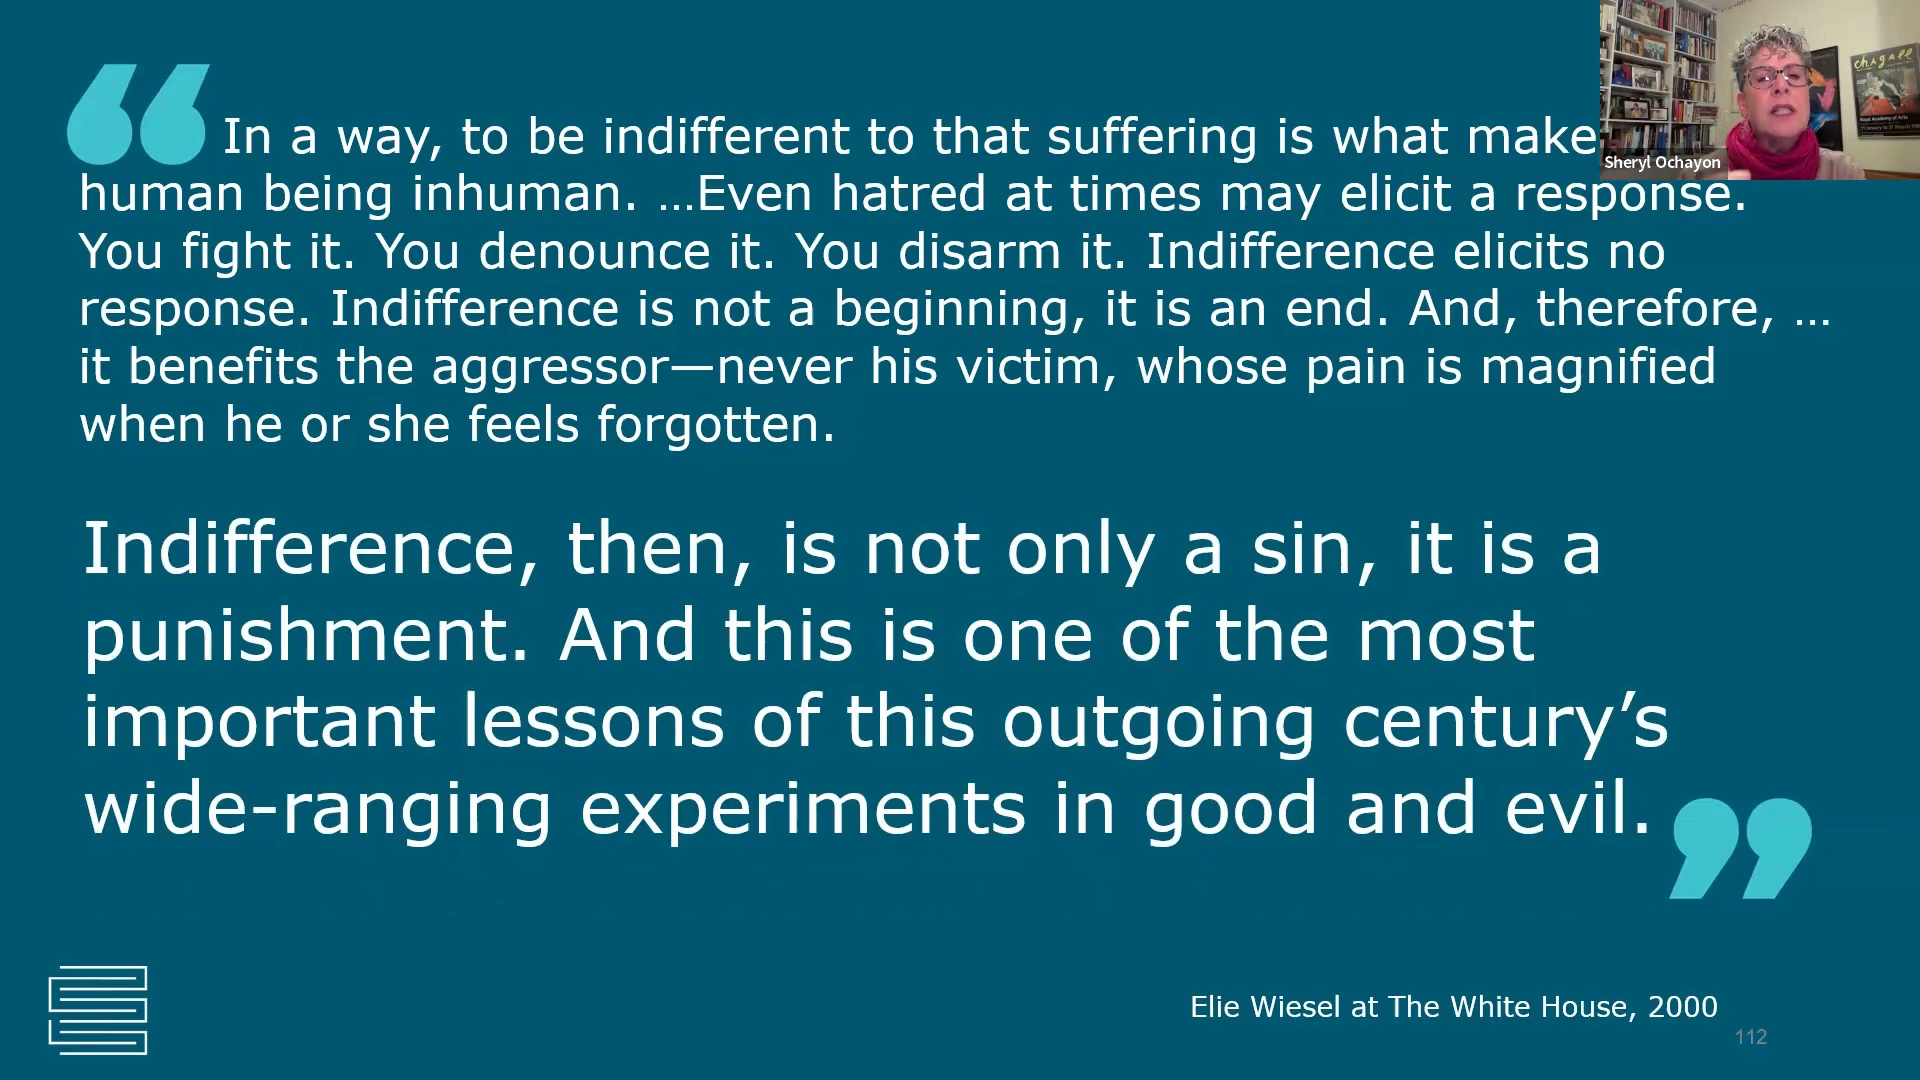 In a way, to be indifferent to that suffering is what make
human being inhuman. …Even hatred at times may elicit a response.
You fight it. You denounce it. You disarm it. Indifference elicits no
response. Indifference is not a beginning, it is an end. And, therefore, …
it benefits the aggressor—never his victim, whose pain is magnified
when he or she feels forgotten.
Indifference, then, is not only a sin, it is a
punishment. And this is one of the most
important lessons of this outgoing century’s
wide-ranging experiments in good and evil.
Elie Wiesel at The White House, 2000
112
chagall
Royal Academy of Arts
Sheryl Ochayon